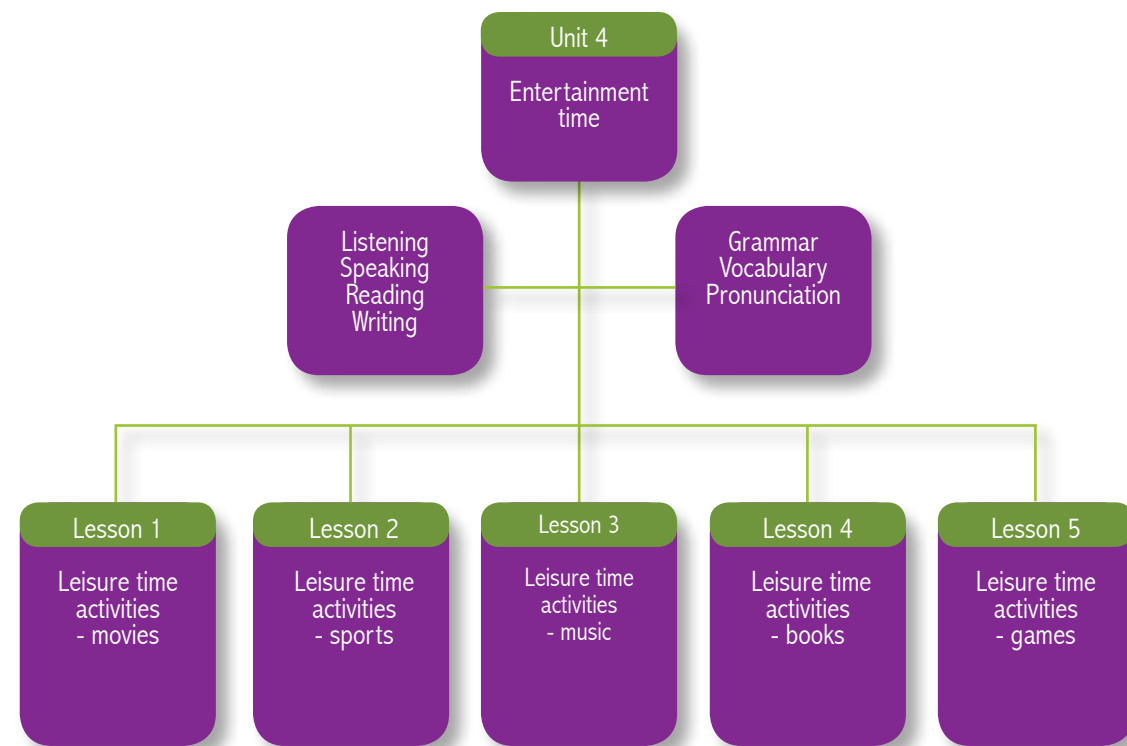 Unit 4
Entertainment
time
Listening
Speaking
Reading
Writing
Grammar
Vocabulary
Pronunciation
Lesson 1
Leisure time
activities
- movies
Lesson 2
Leisure time
activities
- sports
Lesson 3
Leisure time
activities
- music
Lesson 4
Leisure time
activities
- books
Lesson 5
Leisure time
activities
- games